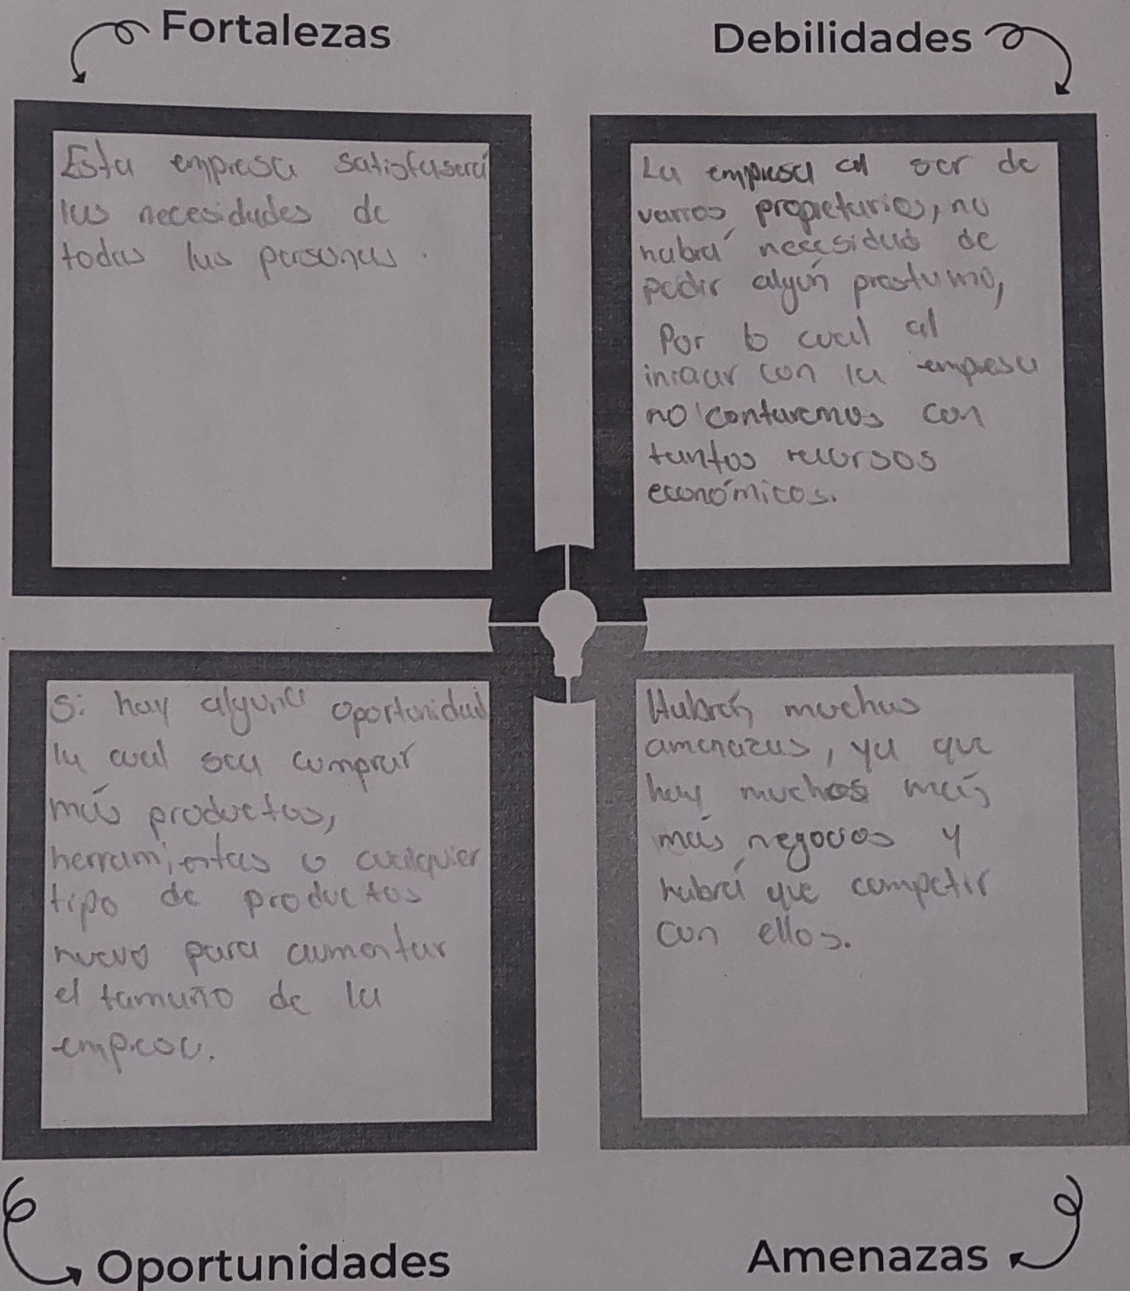 Fortalezas
Esta empresa satisfaserá
las necesidades de
todas las personas.
Debilidades
La empresa al ser de
varios propietarios, no
habrá necesidad de
pedir algún prestamo,
Por lo cual al
iniciar con la empresa
no contaremos con
tantos recursos
económicos.
Si hay alguna oportunidad
la cual sea comprar
más productos,
herramientas o cualquier
tipo de productos
nuevo para aumentar
el tamaño de la
empresa.
Oportunidades
Habrán muchas
amenazas, ya que
hay muchos más
más negocios y
habrá que competir
con ellos.
Amenazas